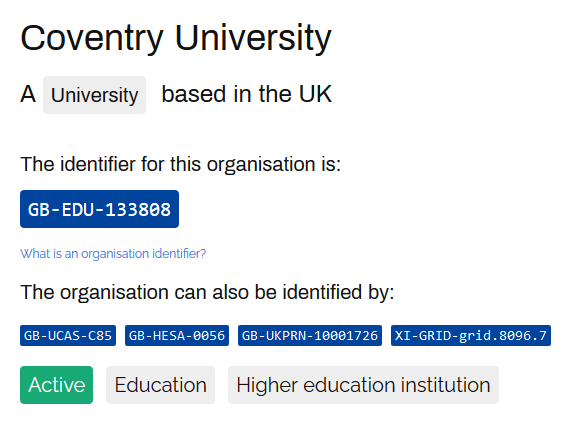 Coventry University
A University based in the UK
The identifier for this organisation is:
GB-EDU-133808
What is an organisation identifier?
The organisation can also be identified by:
GB-UCAS-C85 GB-HESA-0056 GB-UKPRN-10001726 XI-GRID-grid.8096.7
Active Education Higher education institution